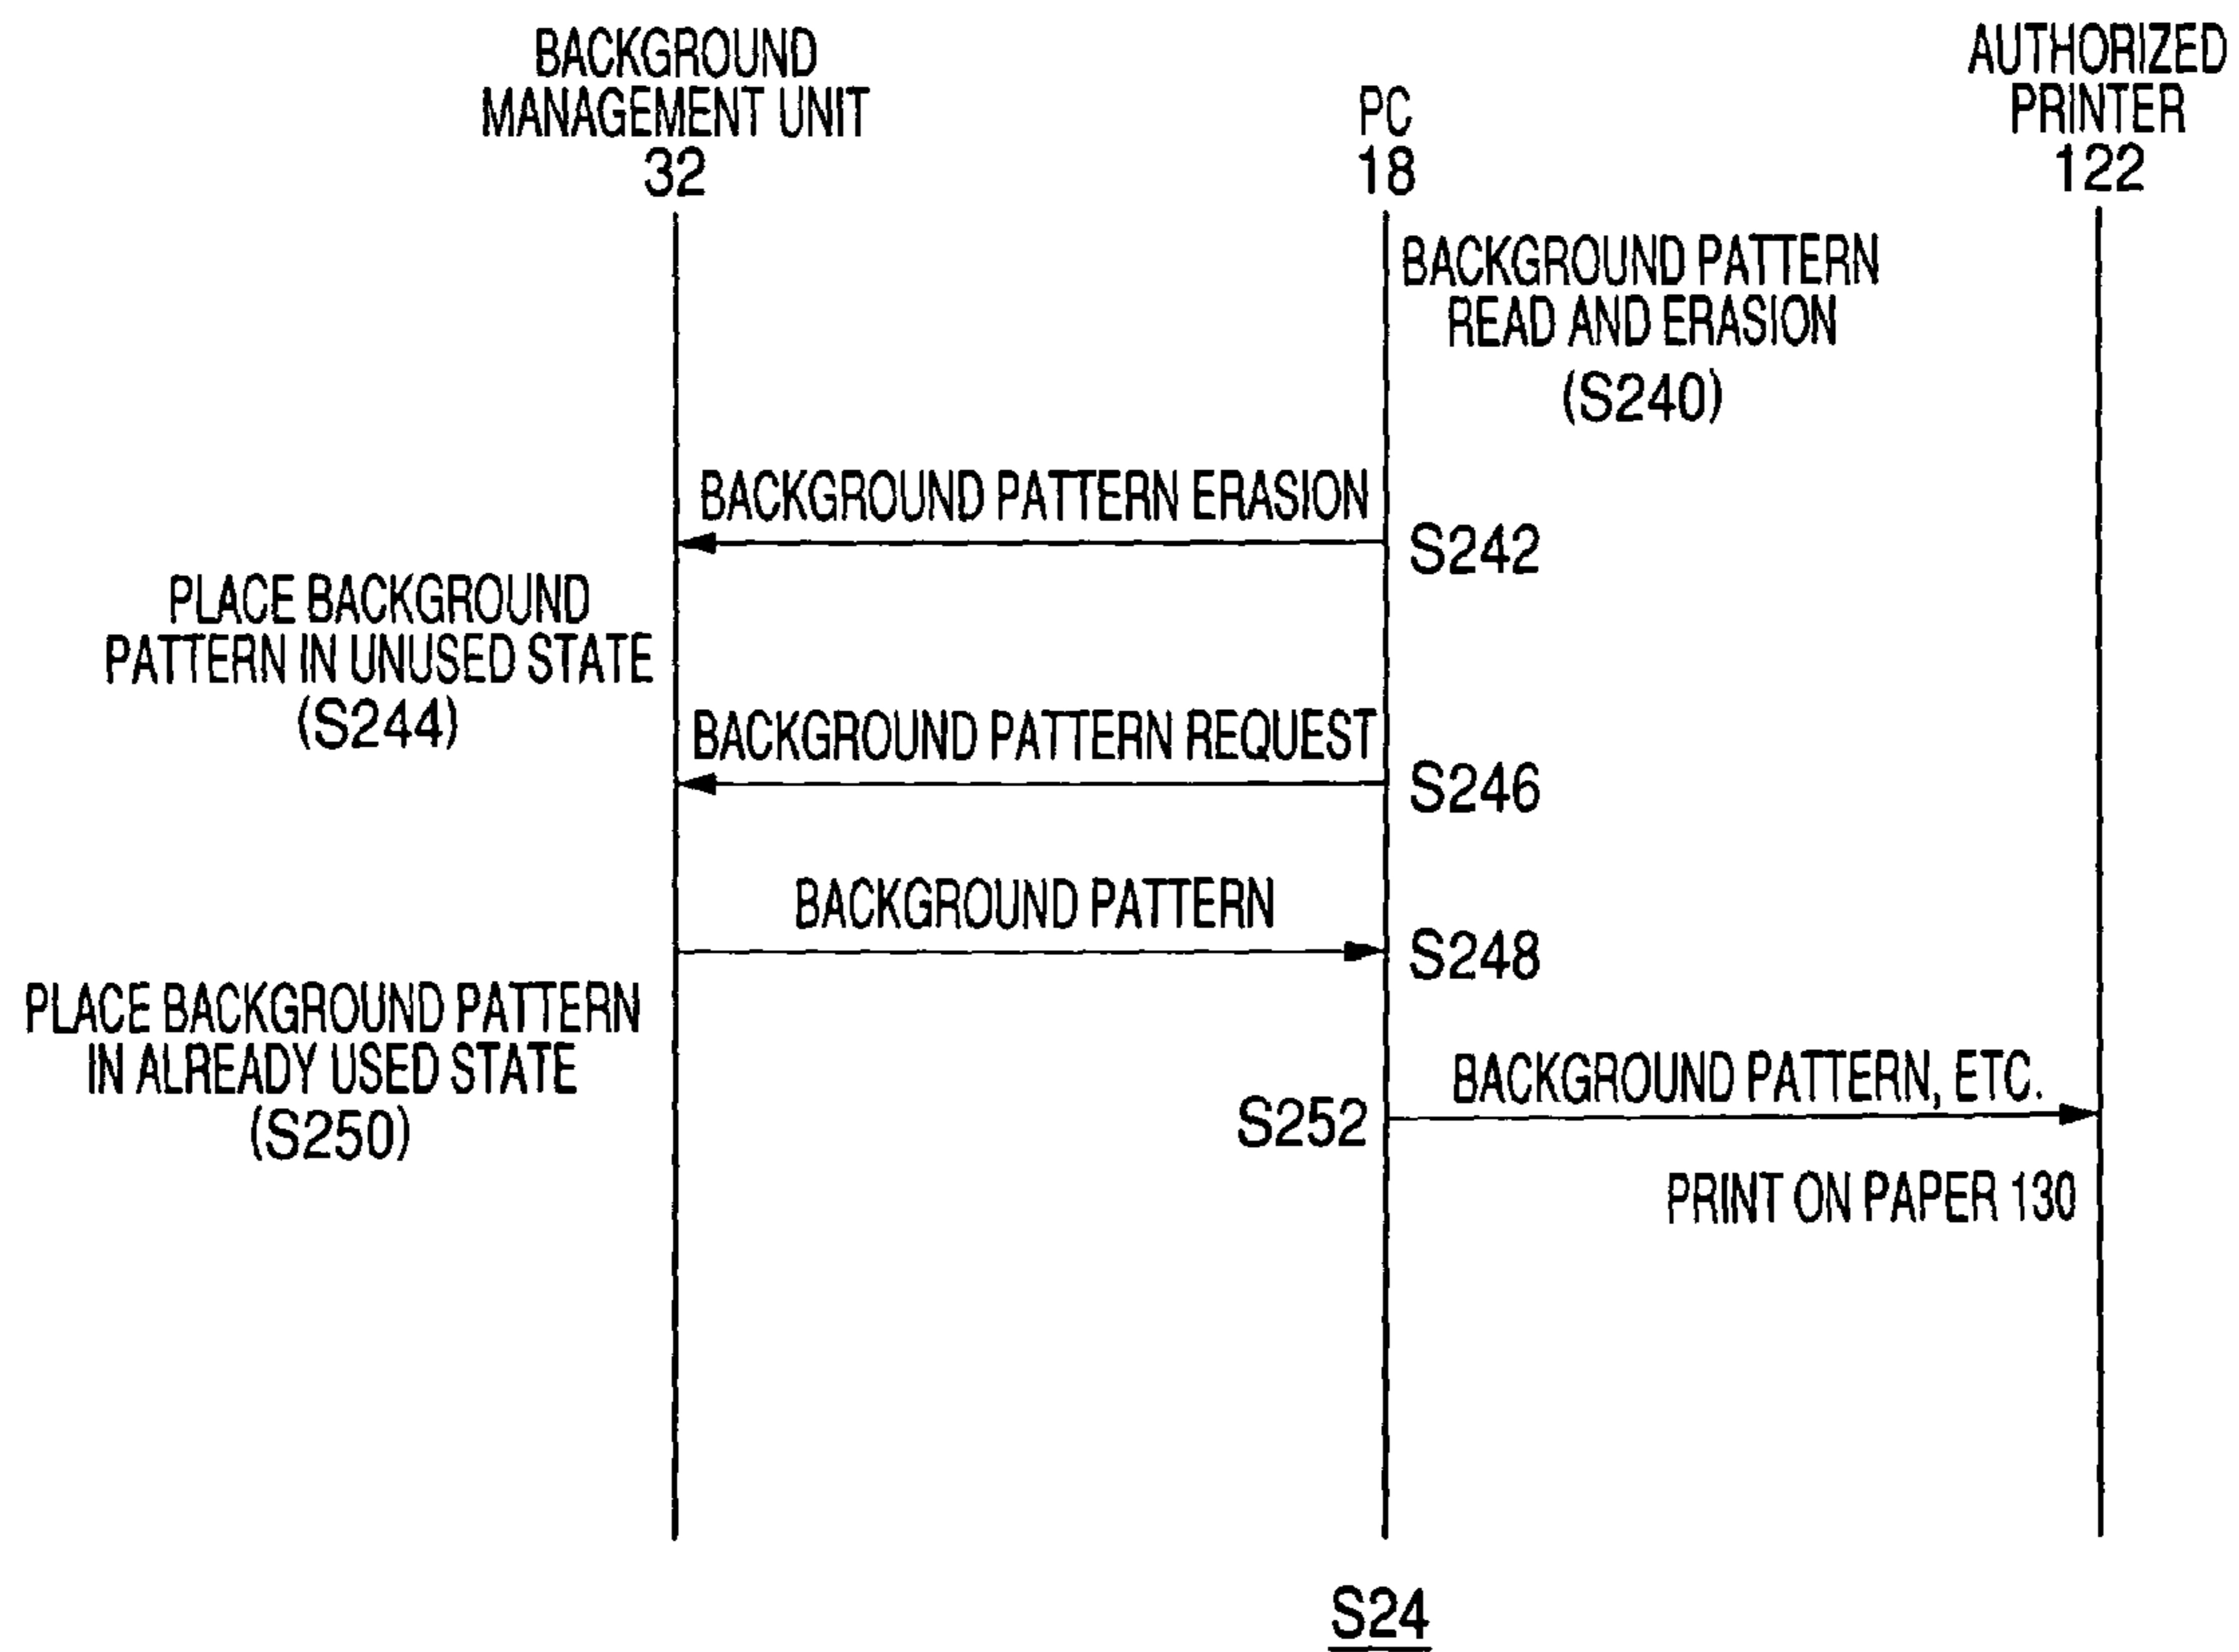 BACKGROUND
MANAGEMENT UNIT
32
PC
18
AUTHORIZED
PRINTER
122
BACKGROUND PATTERN
READ AND ERASION
(S240)
BACKGROUND PATTERN ERASION
S242
PLACE BACKGROUND
PATTERN IN UNUSED STATE
(S244)
BACKGROUND PATTERN REQUEST
S246
BACKGROUND PATTERN
S248
PLACE BACKGROUND PATTERN
IN ALREADY USED STATE
(S250)
BACKGROUND PATTERN, ETC.
S252
PRINT ON PAPER 130
S24